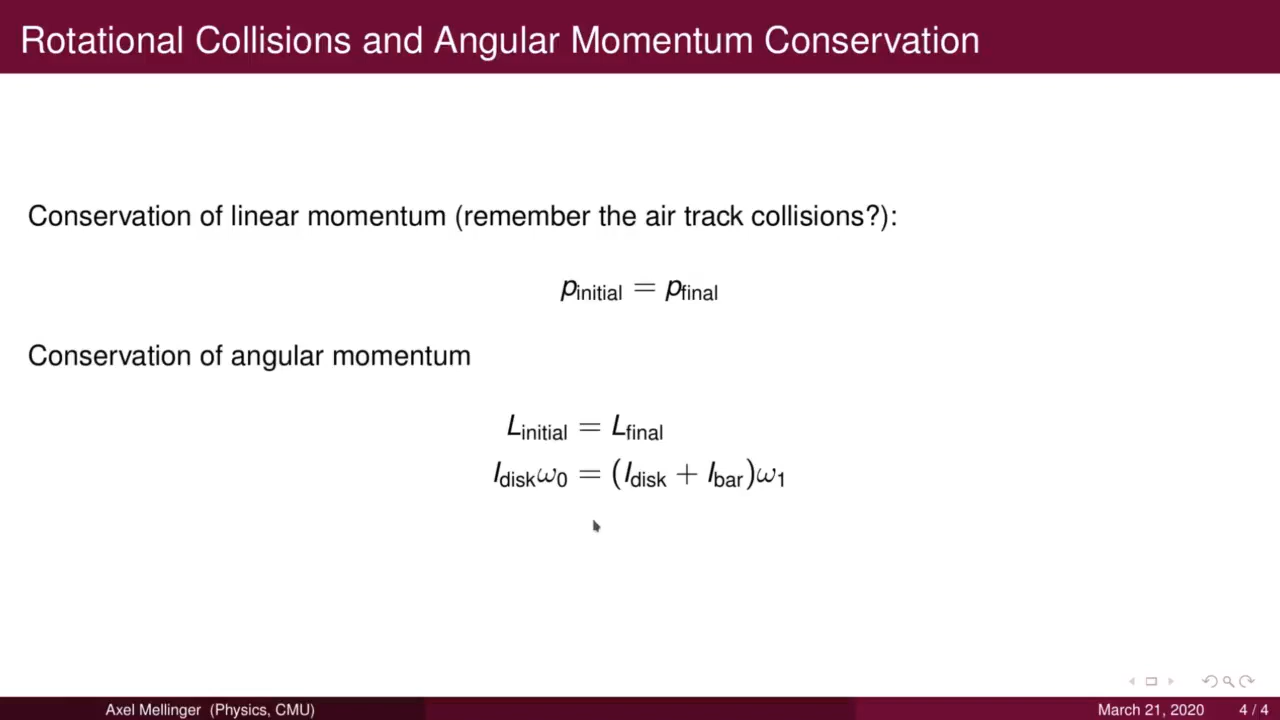 Rotational Collisions and Angular Momentum Conservation
Conservation of linear momentum (remember the air track collisions?):
p_initial = p_final
Conservation of angular momentum
L_initial = L_final
I_disk ω_0 = (I_disk + I_bar)ω_1
Axel Mellinger (Physics, CMU)
March 21, 2020
4 / 4